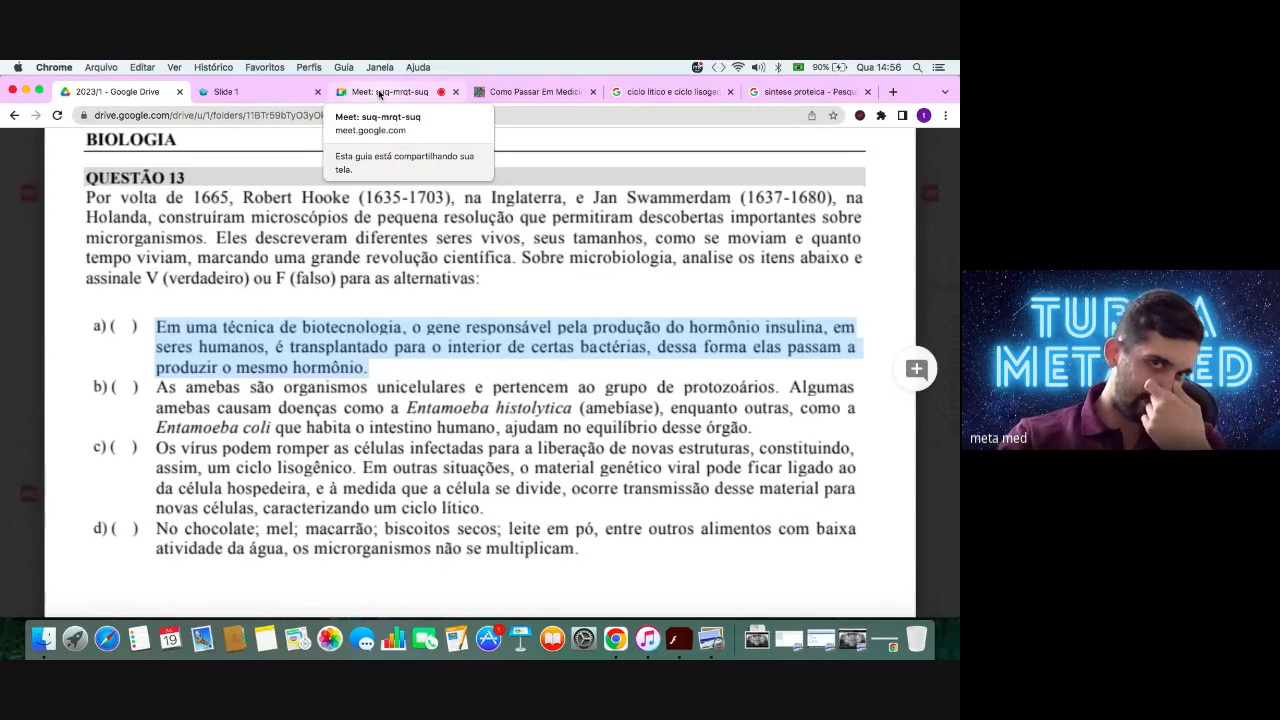 Chrome Arquivo Editar Ver Histórico Favoritos Perfis Guia Janela Ajuda 90% Qua 14:56
2023/1 - Google Drive × Slide 1 × Meet: suq-mrqt-suq × Como Passar Em Medicin × ciclo lítico e ciclo lisogen × sintese proteica - Pesqu × +
drive.google.com/drive/u/1/folders/11BTr59bTyO3yOl
Meet: suq-mrqt-suq
meet.google.com
Esta guia está compartilhando sua
tela.
BIOLOGIA
QUESTÃO 13
Por volta de 1665, Robert Hooke (1635-1703), na Inglaterra, e Jan Swammerdam (1637-1680), na
Holanda, construíram microscópios de pequena resolução que permitiram descobertas importantes sobre
microrganismos. Eles descreveram diferentes seres vivos, seus tamanhos, como se moviam e quanto
tempo viviam, marcando uma grande revolução científica. Sobre microbiologia, analise os itens abaixo e
assinale V (verdadeiro) ou F (falso) para as alternativas:
a) ( ) Em uma técnica de biotecnologia, o gene responsável pela produção do hormônio insulina, em
seres humanos, é transplantado para o interior de certas bactérias, dessa forma elas passam a
produzir o mesmo hormônio.
b) ( ) As amebas são organismos unicelulares e pertencem ao grupo de protozoários. Algumas
amebas causam doenças como a Entamoeba histolytica (amebíase), enquanto outras, como a
Entamoeba coli que habita o intestino humano, ajudam no equilíbrio desse órgão.
c) ( ) Os vírus podem romper as células infectadas para a liberação de novas estruturas, constituindo,
assim, um ciclo lisogênico. Em outras situações, o material genético viral pode ficar ligado ao
da célula hospedeira, e à medida que a célula se divide, ocorre transmissão desse material para
novas células, caracterizando um ciclo lítico.
d) ( ) No chocolate; mel; macarrão; biscoitos secos; leite em pó, entre outros alimentos com baixa
atividade da água, os microrganismos não se multiplicam.
meta med